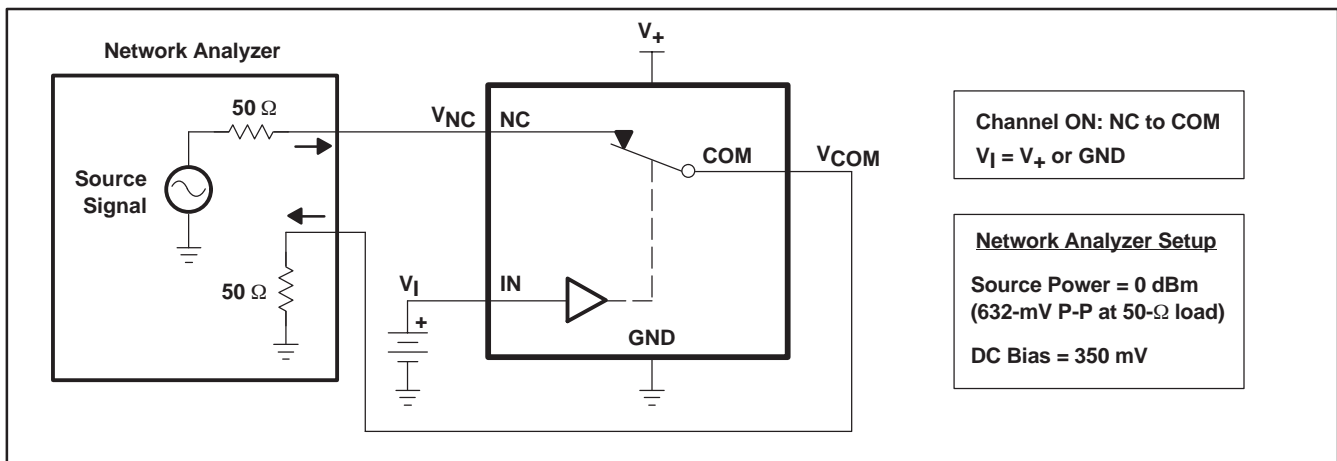 Network Analyzer
50 Ω
Source
Signal
50 Ω
V+
VNC
NC
COM
VCOM
VI
IN
+
GND
Channel ON: NC to COM
VI = V+ or GND
Network Analyzer Setup
Source Power = 0 dBm
(632-mV P-P at 50-Ω load)
DC Bias = 350 mV